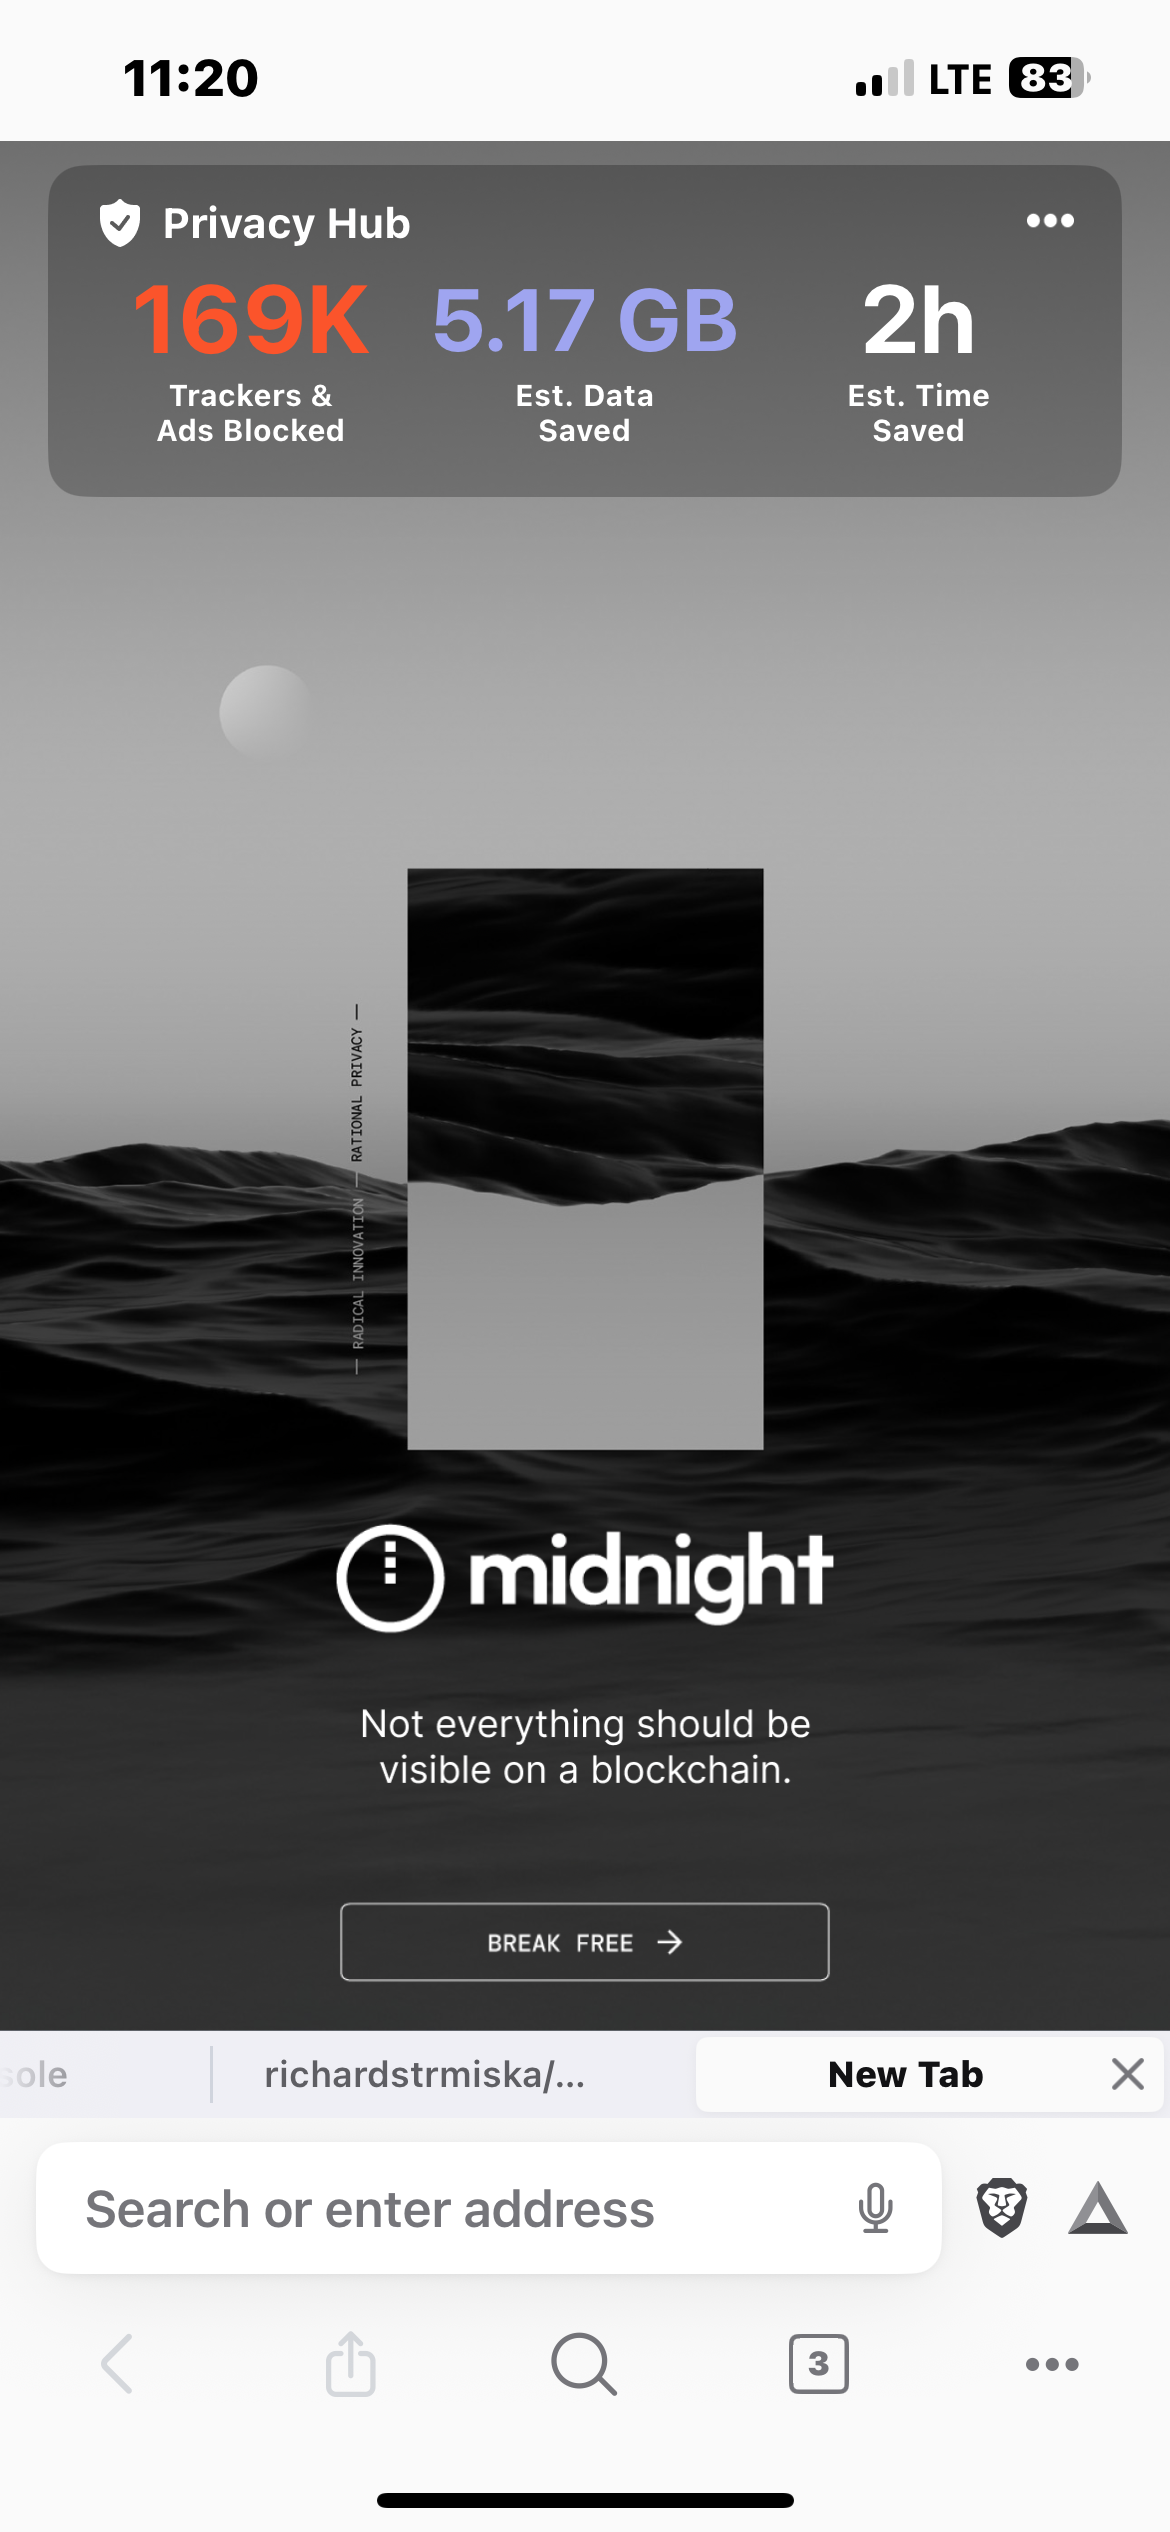 11:20
LTE 83
Privacy Hub
169K 5.17 GB 2h
Trackers & Ads Blocked
Est. Data Saved
Est. Time Saved
— RADICAL INNOVATION — RATIONAL PRIVACY —
midnight
Not everything should be
visible on a blockchain.
BREAK FREE →
sole richardstrmiska/... New Tab
Search or enter address
3